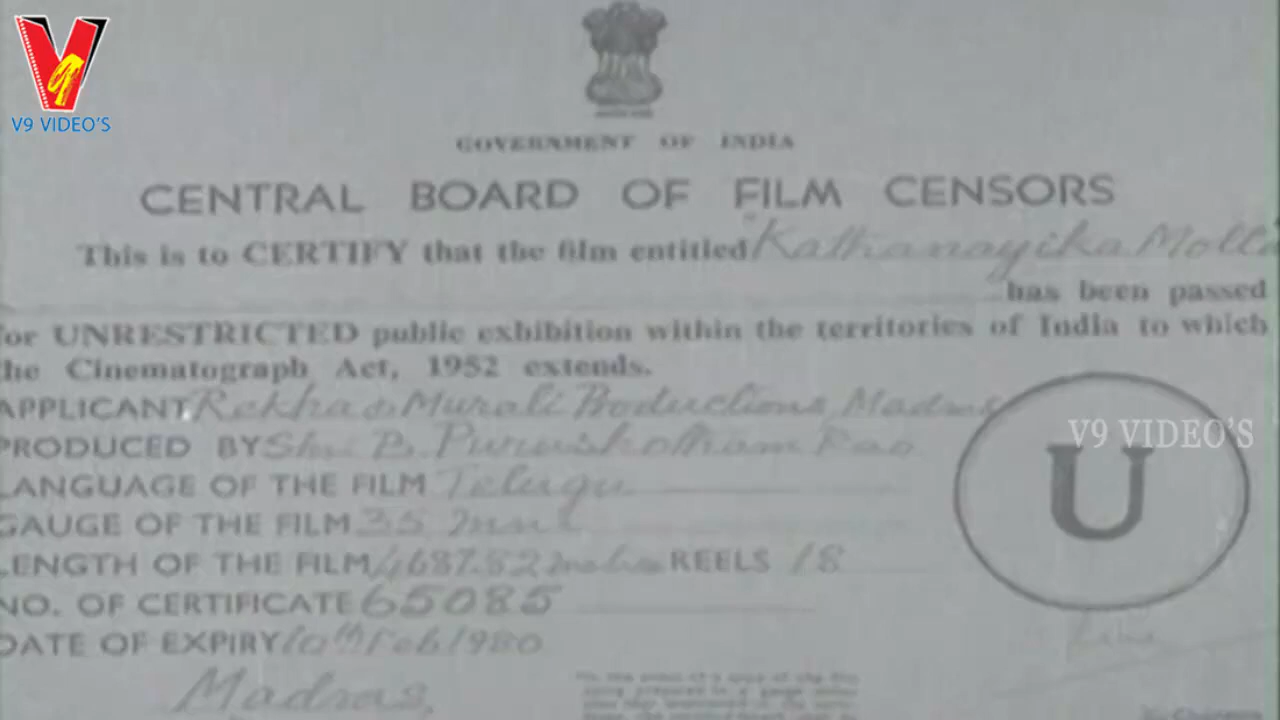 V9 VIDEO'S
GOVERNMENT OF INDIA
CENTRAL BOARD OF FILM CENSORS
This is to CERTIFY that the film entitled "Kathanayika Molla
has been passed
for UNRESTRICTED public exhibition within the territories of India to which
the Cinematograph Act, 1952 extends.
APPLICANT Rekha & Murali Productions, Madras
PRODUCED BY Shri B. Purushotham Rao
LANGUAGE OF THE FILM Telugu
GAUGE OF THE FILM 35 mm
LENGTH OF THE FILM 4687.52 metres REELS 18
NO. OF CERTIFICATE 65085
DATE OF EXPIRY 10th Feb 1980
V9 VIDEO'S
U
Madras,